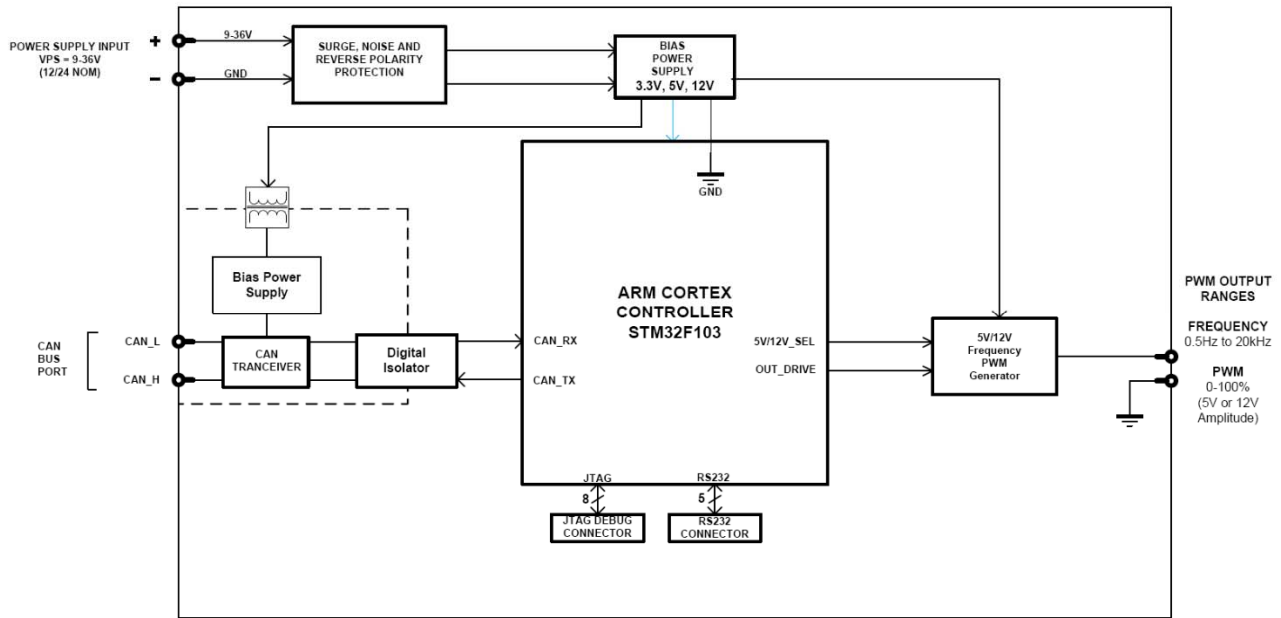 POWER SUPPLY INPUT
VPS = 9-36V
(12/24 NOM)
+
−
9-36V
GND
SURGE, NOISE AND
REVERSE POLARITY
PROTECTION
BIAS
POWER
SUPPLY
3.3V, 5V, 12V
GND
Bias Power
Supply
CAN
BUS
PORT
CAN_L
CAN_H
CAN
TRANCEIVER
Digital
Isolator
CAN_RX
CAN_TX
ARM CORTEX
CONTROLLER
STM32F103
5V/12V_SEL
OUT_DRIVE
5V/12V
Frequency
PWM
Generator
PWM OUTPUT
RANGES
FREQUENCY
0.5Hz to 20kHz
PWM
0-100%
(5V or 12V
Amplitude)
JTAG
RS232
8
5
JTAG DEBUG
CONNECTOR
RS232
CONNECTOR